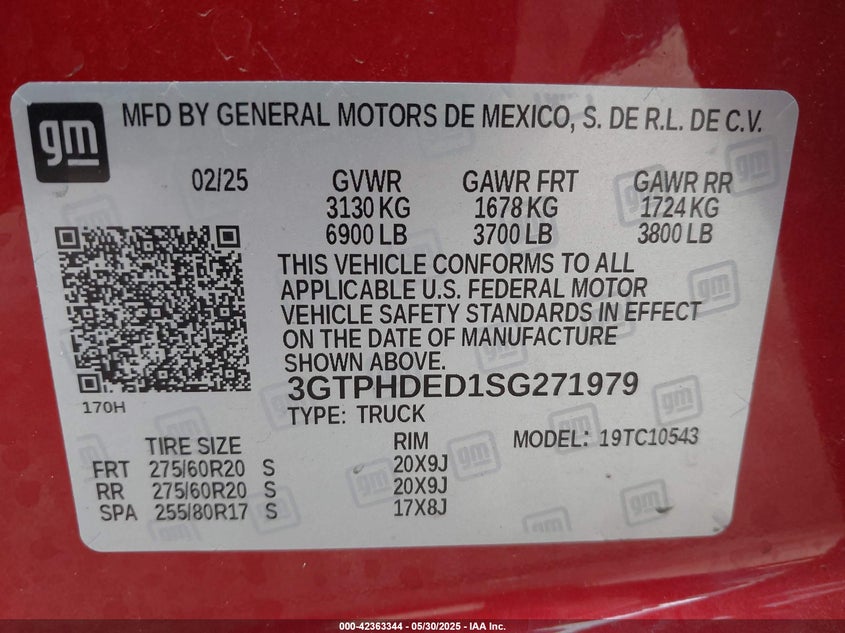 gm MFD BY GENERAL MOTORS DE MEXICO, S. DE R.L. DE C.V.
02/25 GVWR GAWR FRT GAWR RR
3130 KG 1678 KG 1724 KG
6900 LB 3700 LB 3800 LB
THIS VEHICLE CONFORMS TO ALL
APPLICABLE U.S. FEDERAL MOTOR
VEHICLE SAFETY STANDARDS IN EFFECT
ON THE DATE OF MANUFACTURE
SHOWN ABOVE.
3GTPHDED1SG271979
170H TYPE: TRUCK
TIRE SIZE RIM MODEL: 19TC10543
FRT 275/60R20 S 20X9J
RR 275/60R20 S 20X9J
SPA 255/80R17 S 17X8J
000-42363344 - 05/30/2025 - IAA Inc.